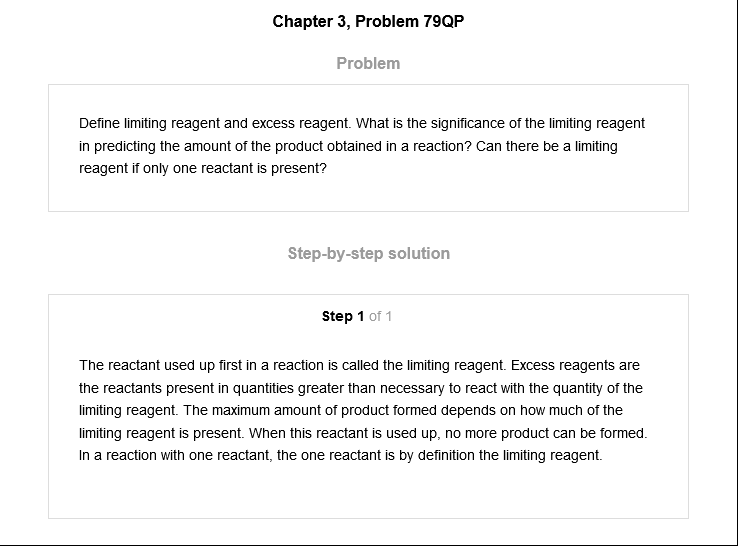 Chapter 3, Problem 79QP
Problem
Define limiting reagent and excess reagent. What is the significance of the limiting reagent
in predicting the amount of the product obtained in a reaction? Can there be a limiting
reagent if only one reactant is present?
Step-by-step solution
Step 1 of 1
The reactant used up first in a reaction is called the limiting reagent. Excess reagents are
the reactants present in quantities greater than necessary to react with the quantity of the
limiting reagent. The maximum amount of product formed depends on how much of the
limiting reagent is present. When this reactant is used up, no more product can be formed.
In a reaction with one reactant, the one reactant is by definition the limiting reagent.